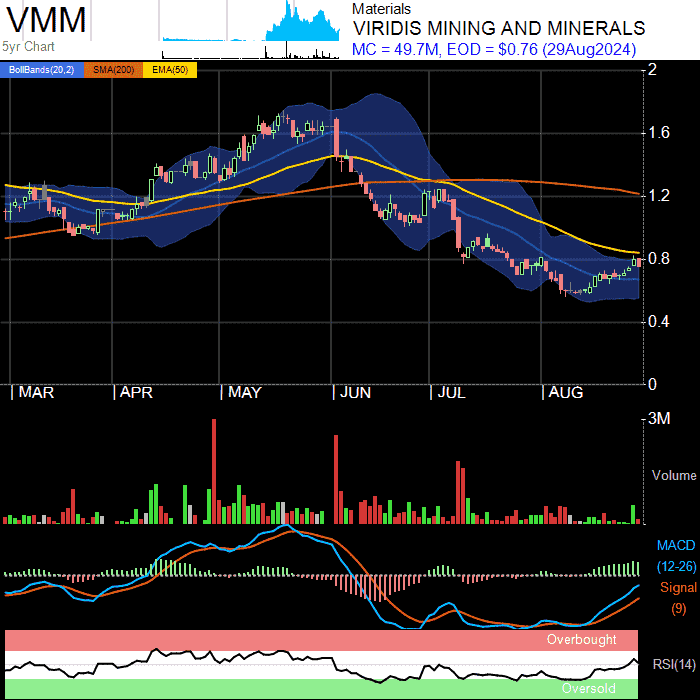 VMM
5yr Chart
Materials
VIRIDIS MINING AND MINERALS
MC = 49.7M, EOD = $0.76 (29Aug2024)
BollBands(20,2) SMA(200) EMA(50)
2
1.6
1.2
0.8
0.4
0
MAR APR MAY JUN JUL AUG
3M
Volume
MACD
(12-26)
Signal
(9)
Overbought
RSI(14)
Oversold